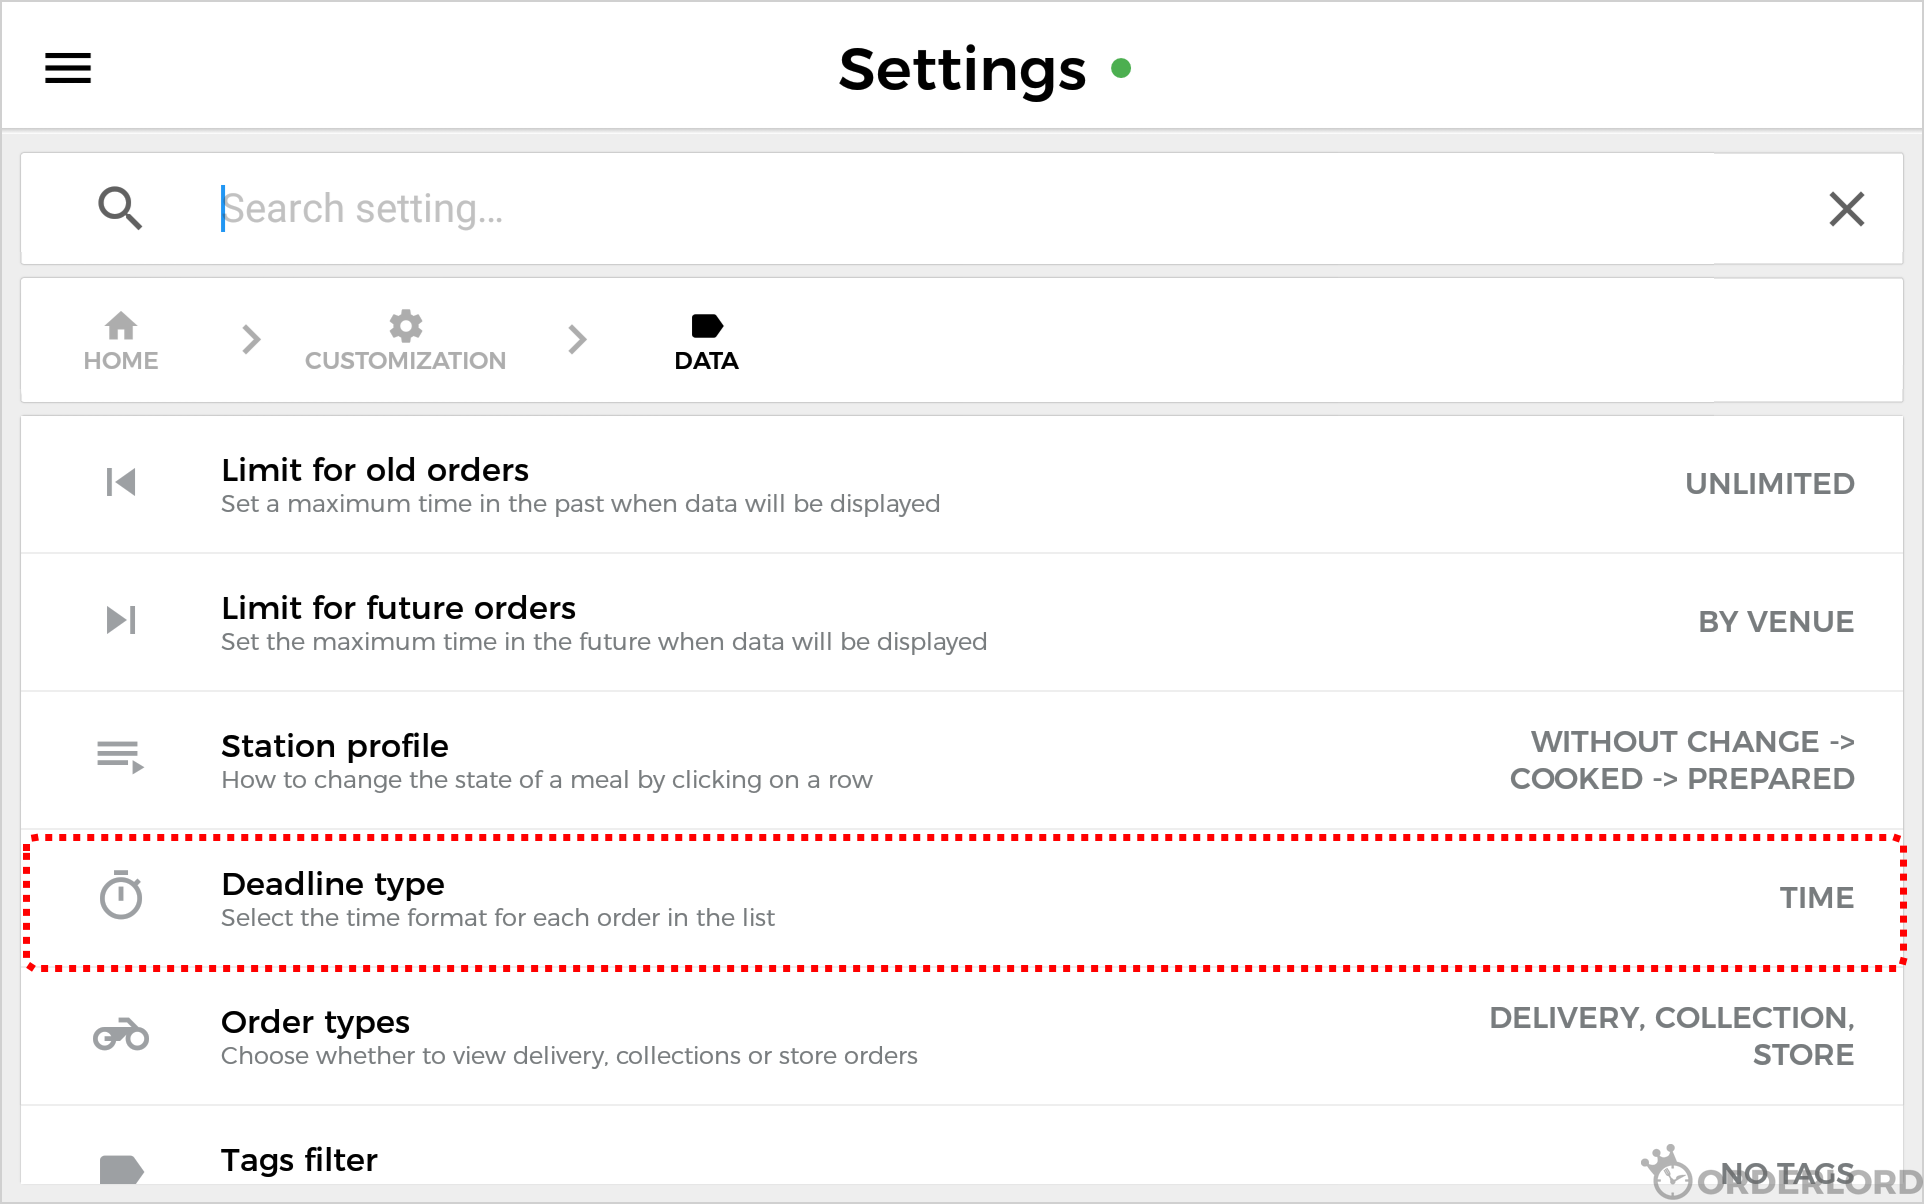 Settings
Search setting...
HOME
CUSTOMIZATION
DATA
Limit for old orders
Set a maximum time in the past when data will be displayed
UNLIMITED
Limit for future orders
Set the maximum time in the future when data will be displayed
BY VENUE
Station profile
How to change the state of a meal by clicking on a row
WITHOUT CHANGE ->
COOKED -> PREPARED
Deadline type
Select the time format for each order in the list
TIME
Order types
Choose whether to view delivery, collections or store orders
DELIVERY, COLLECTION,
STORE
Tags filter
NO TAGS
ORDERLORD